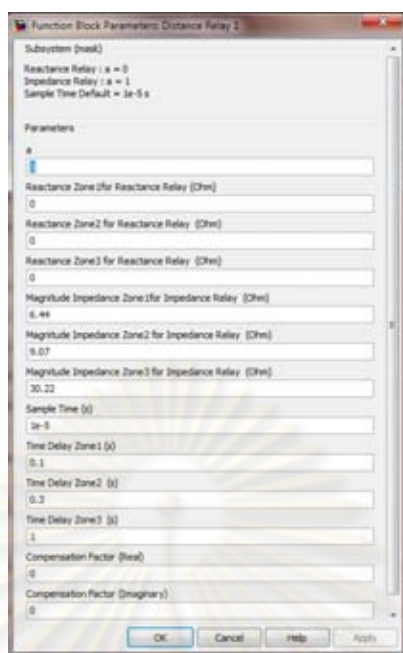 Function Block Parameters: Distance Relay 1
Subsystem (mask)
Reactance Relay : a = 0
Impedance Relay : a = 1
Sample Time Default = 1e-5 s
Parameters
a
Reactance Zone1for Reactance Relay (Ohm)
0
Reactance Zone2 for Reactance Relay (Ohm)
0
Reactance Zone3 for Reactance Relay (Ohm)
0
Magnitude Impedance Zone1for Impedance Relay (Ohm)
6.44
Magnitude Impedance Zone2 for Impedance Relay (Ohm)
9.07
Magnitude Impedance Zone3 for Impedance Relay (Ohm)
30.22
Sample Time (s)
1e-5
Time Delay Zone1 (s)
0.1
Time Delay Zone2 (s)
0.3
Time Delay Zone3 (s)
1
Compensation Factor (Real)
0
Compensation Factor (Imaginary)
0
OK Cancel Help Apply